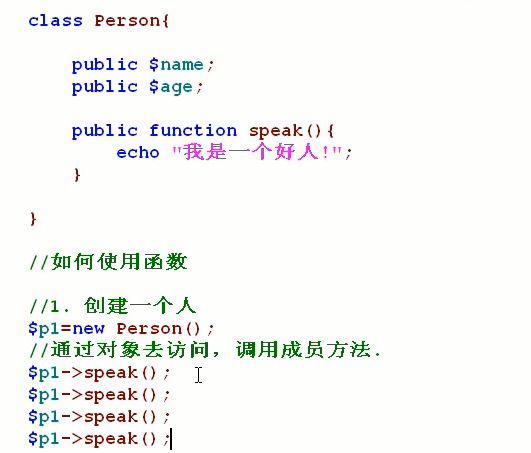 class Person{
public $name;
public $age;
public function speak(){
echo "我是一个好人!";
}
}
//如何使用函数
//1. 创建一个人
$p1=new Person();
//通过对象去访问，调用成员方法.
$p1->speak();
$p1->speak();
$p1->speak();
$p1->speak();